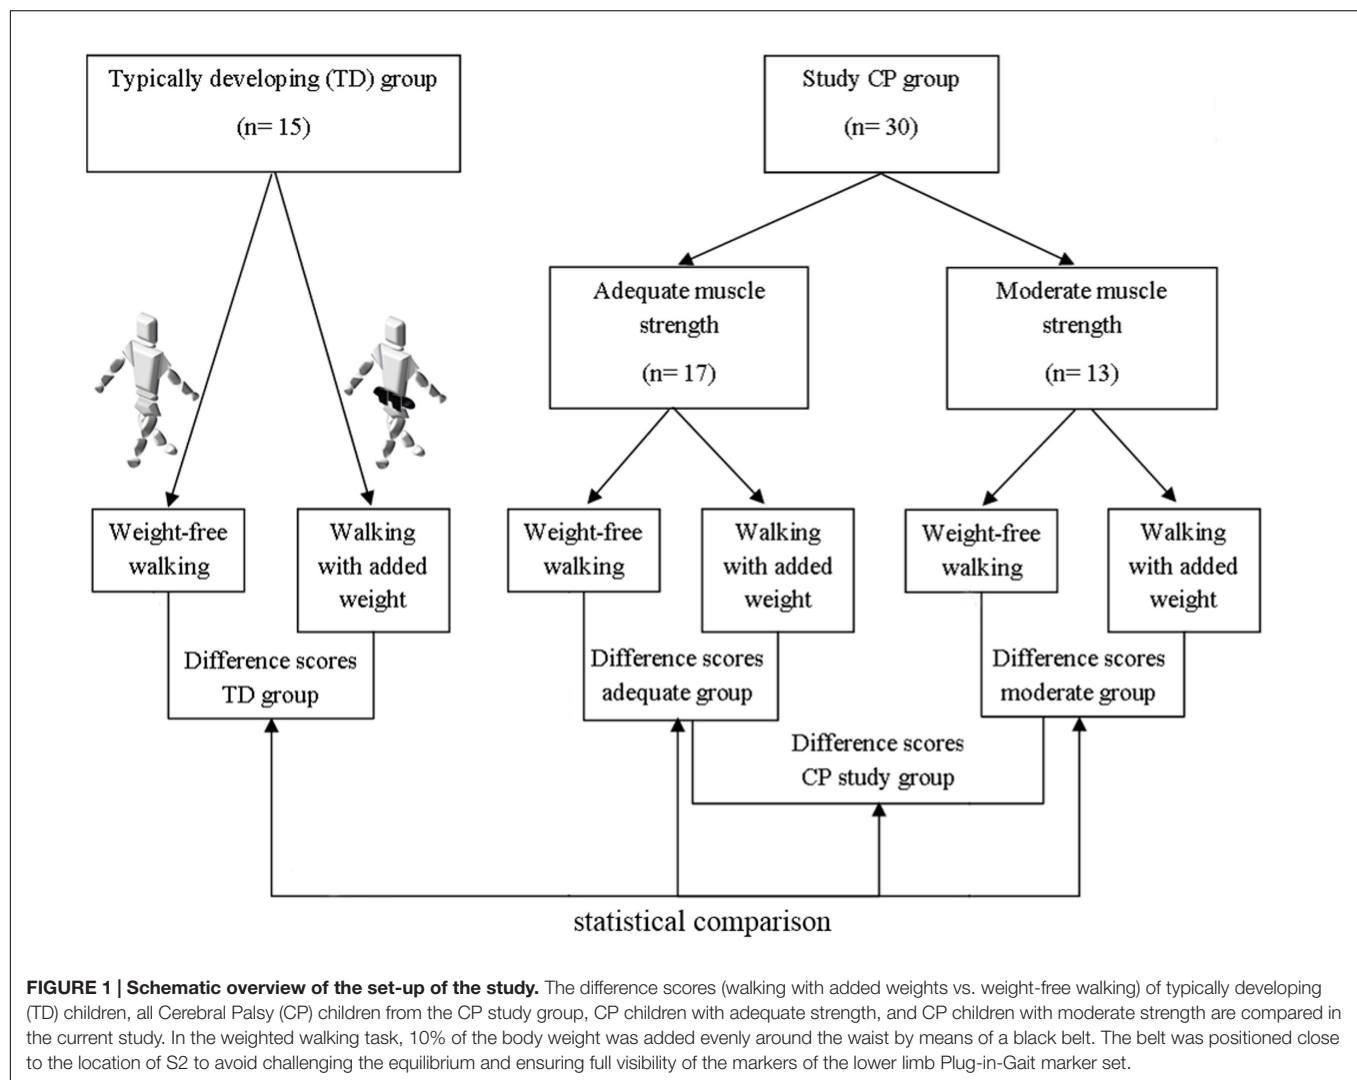 Typically developing (TD) group
(n= 15)
Study CP group
(n= 30)
Adequate muscle
strength
(n= 17)
Moderate muscle
strength
(n= 13)
Weight-free
walking
Walking
with added
weight
Weight-free
walking
Walking
with added
weight
Weight-free
walking
Walking
with added
weight
Difference scores
TD group
Difference scores
adequate group
Difference scores
moderate group
Difference scores
CP study group
statistical comparison
FIGURE 1 | Schematic overview of the set-up of the study. The difference scores (walking with added weights vs. weight-free walking) of typically developing
(TD) children, all Cerebral Palsy (CP) children from the CP study group, CP children with adequate strength, and CP children with moderate strength are compared in
the current study. In the weighted walking task, 10% of the body weight was added evenly around the waist by means of a black belt. The belt was positioned close
to the location of S2 to avoid challenging the equilibrium and ensuring full visibility of the markers of the lower limb Plug-in-Gait marker set.